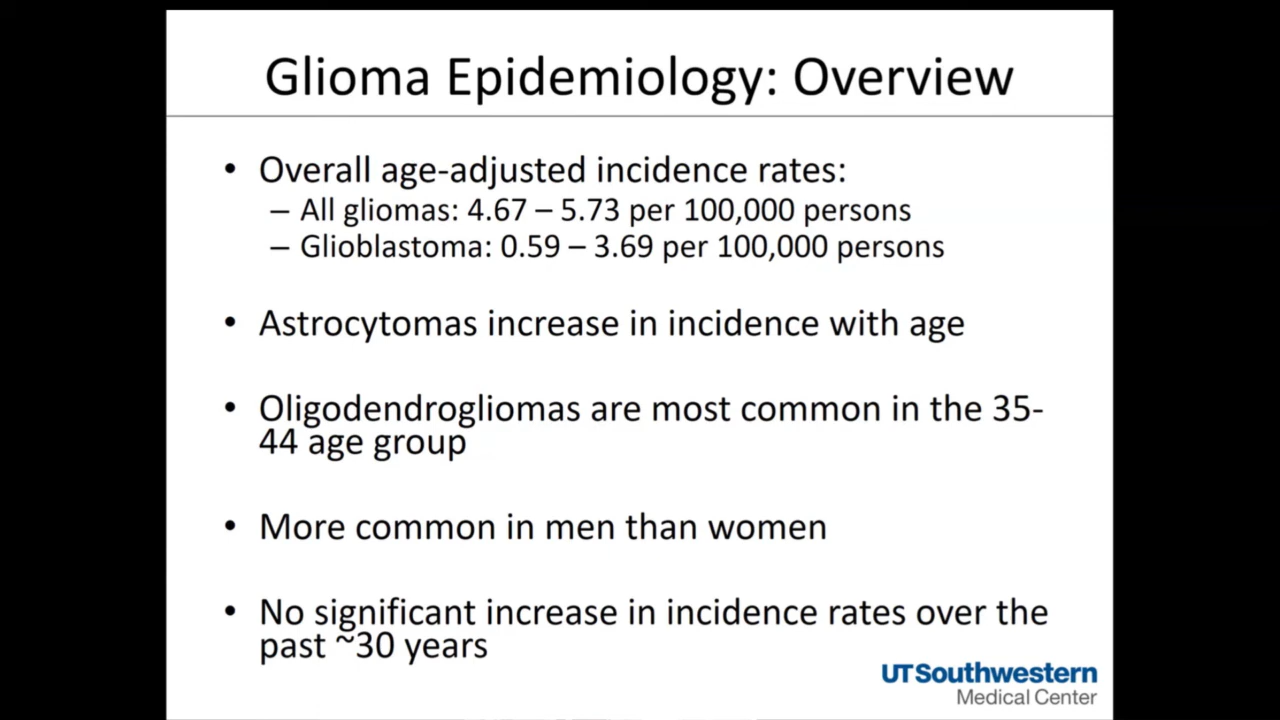 Glioma Epidemiology: Overview
• Overall age-adjusted incidence rates:
– All gliomas: 4.67 – 5.73 per 100,000 persons
– Glioblastoma: 0.59 – 3.69 per 100,000 persons
• Astrocytomas increase in incidence with age
• Oligodendrogliomas are most common in the 35-
44 age group
• More common in men than women
• No significant increase in incidence rates over the
past ~30 years
UTSouthwestern
Medical Center